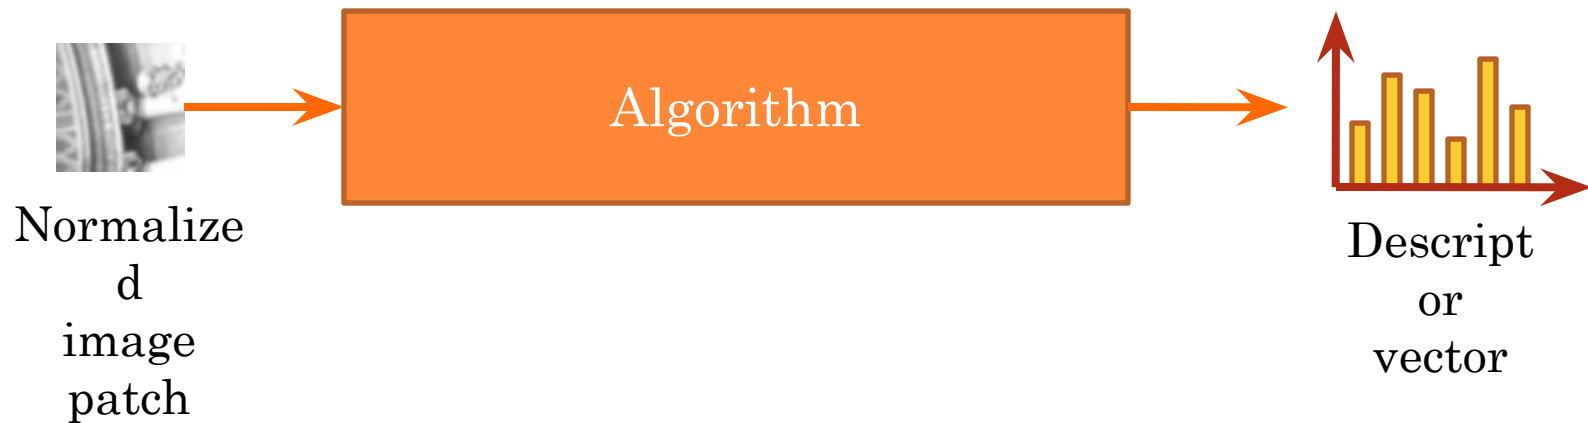 Algorithm
Normalize
d
image
patch
Descript
or
vector